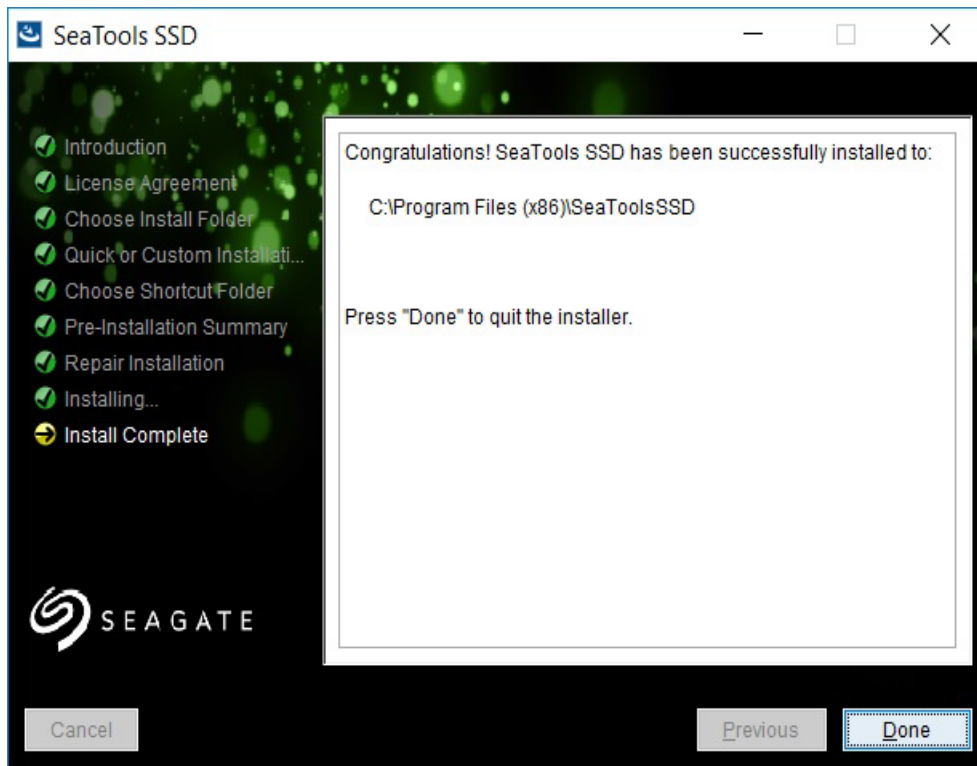 SeaTools SSD
Introduction
License Agreement
Choose Install Folder
Quick or Custom Installati...
Choose Shortcut Folder
Pre-Installation Summary
Repair Installation
Installing...
Install Complete
Congratulations! SeaTools SSD has been successfully installed to:
C:\Program Files (x86)\SeaToolsSSD
Press "Done" to quit the installer.
SEAGATE
Cancel
Previous
Done